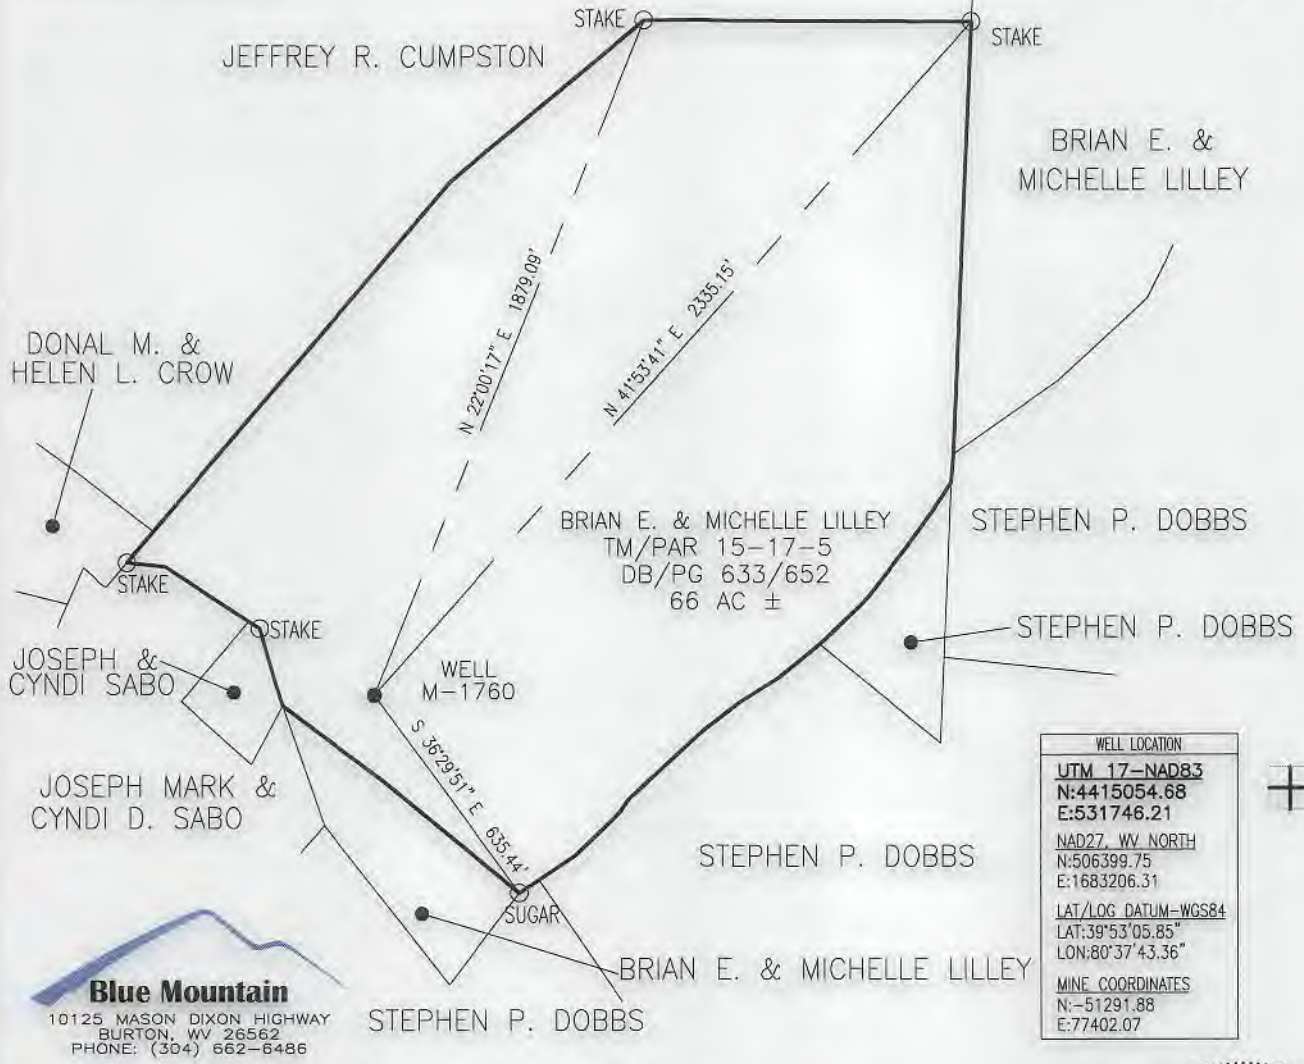 STAKE
STAKE
JEFFREY R. CUMPSTON
BRIAN E. &
MICHELLE LILLEY
N 22°00'17" E 1879.09'
N 41°53'41" E 2335.15'
DONAL M. &
HELEN L. CROW
BRIAN E. & MICHELLE LILLEY
TM/PAR 15-17-5
DB/PG 633/652
66 AC ±
STEPHEN P. DOBBS
STAKE
STAKE
STEPHEN P. DOBBS
JOSEPH &
CYNDI SABO
WELL
M-1760
S 36°29'51" E 635.44'
JOSEPH MARK &
CYNDI D. SABO
STEPHEN P. DOBBS
SUGAR
BRIAN E. & MICHELLE LILLEY
STEPHEN P. DOBBS
WELL LOCATION
UTM 17-NAD83
N:4415054.68
E:531746.21
NAD27, WV NORTH
N:506399.75
E:1683206.31
LAT/LOG DATUM-WGS84
LAT:39°53'05.85"
LON:80°37'43.36"
MINE COORDINATES
N:-51291.88
E:77402.07
Blue Mountain
10125 MASON DIXON HIGHWAY
BURTON, WV 26562
PHONE: (304) 662-6486